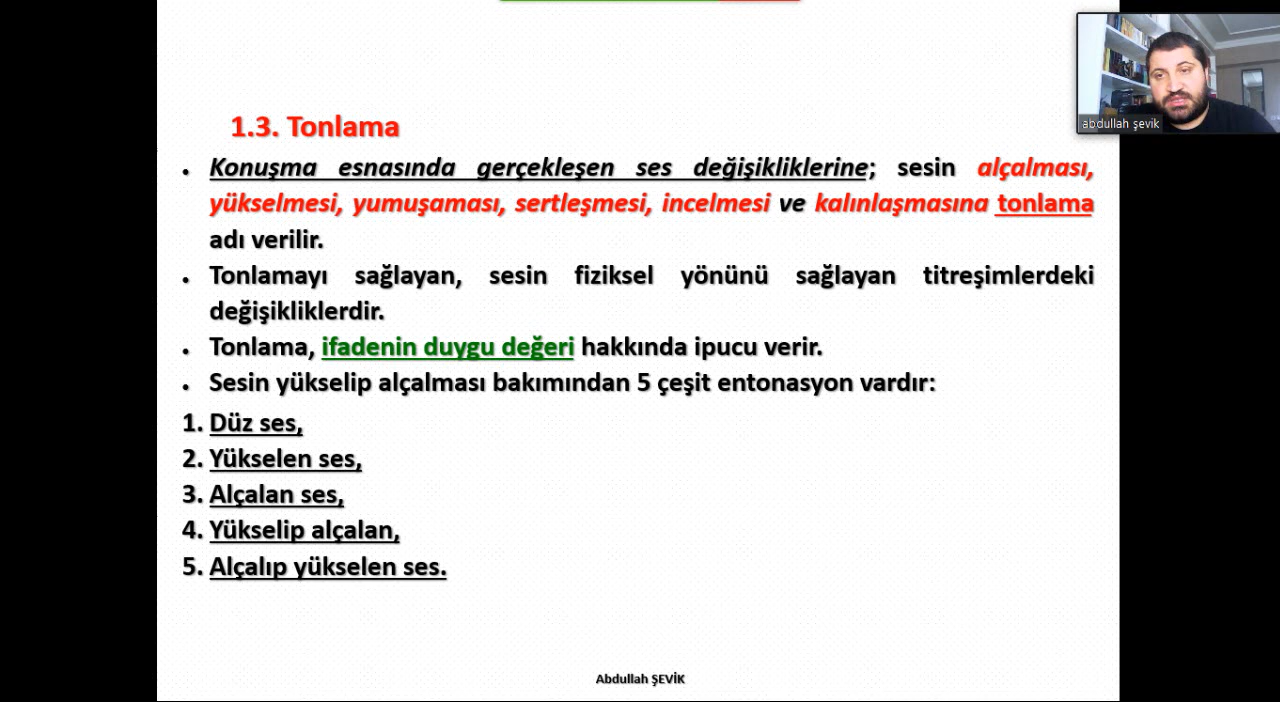 abdullah şevik
1.3. Tonlama
• Konuşma esnasında gerçekleşen ses değişikliklerine; sesin alçalması,
yükselmesi, yumuşaması, sertleşmesi, incelmesi ve kalınlaşmasına tonlama
adı verilir.
• Tonlamayı sağlayan, sesin fiziksel yönünü sağlayan titreşimlerdeki
değişikliklerdir.
• Tonlama, ifadenin duygu değeri hakkında ipucu verir.
• Sesin yükselip alçalması bakımından 5 çeşit entonasyon vardır:
1. Düz ses,
2. Yükselen ses,
3. Alçalan ses,
4. Yükselip alçalan,
5. Alçalıp yükselen ses.
Abdullah ŞEVİK